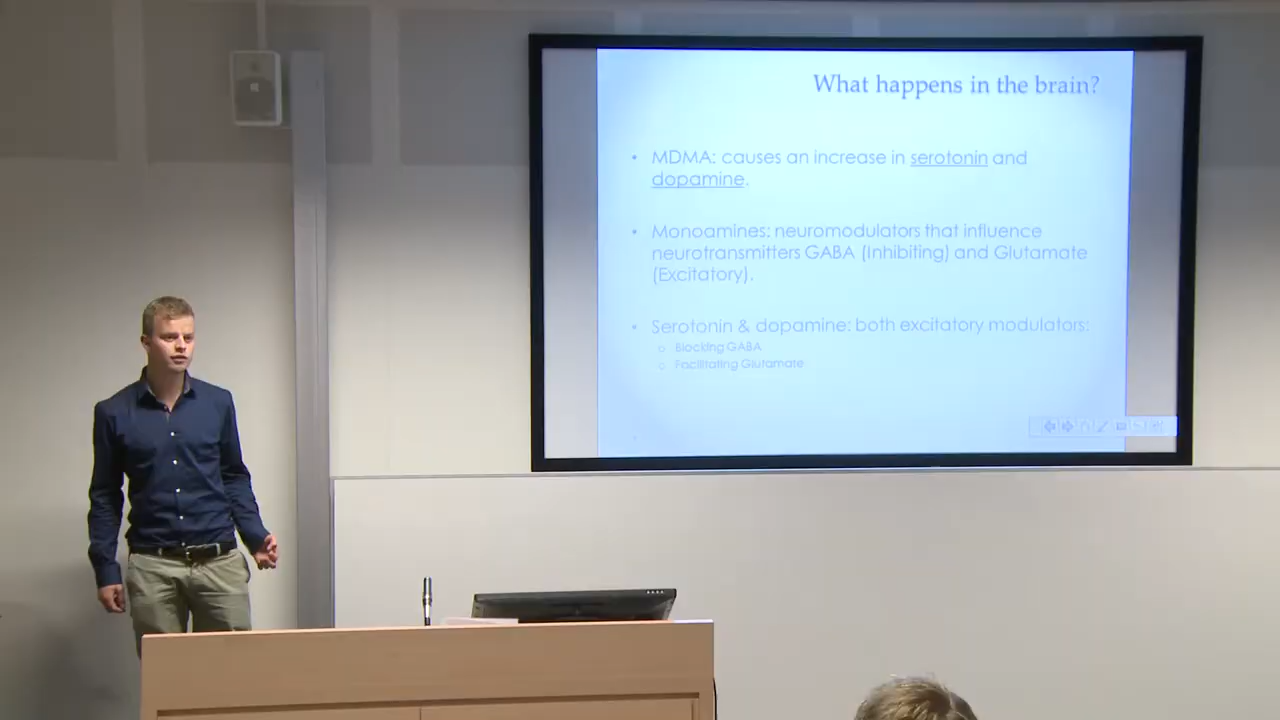 What happens in the brain?
• MDMA: causes an increase in serotonin and
dopamine.
• Monoamines: neuromodulators that influence
neurotransmitters GABA (Inhibiting) and Glutamate
(Excitatory).
• Serotonin & dopamine: both excitatory modulators:
○ Blocking GABA
○ Facilitating Glutamate